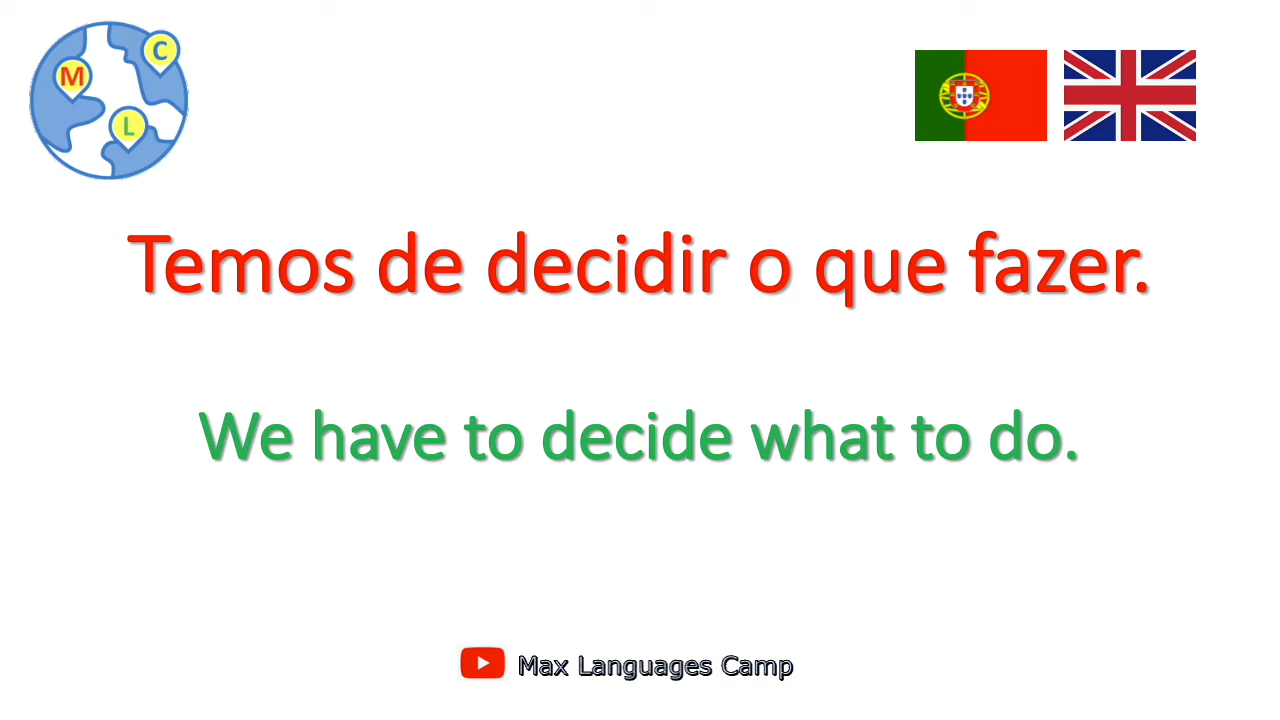 C
M
L
Temos de decidir o que fazer.
We have to decide what to do.
Max Languages Camp